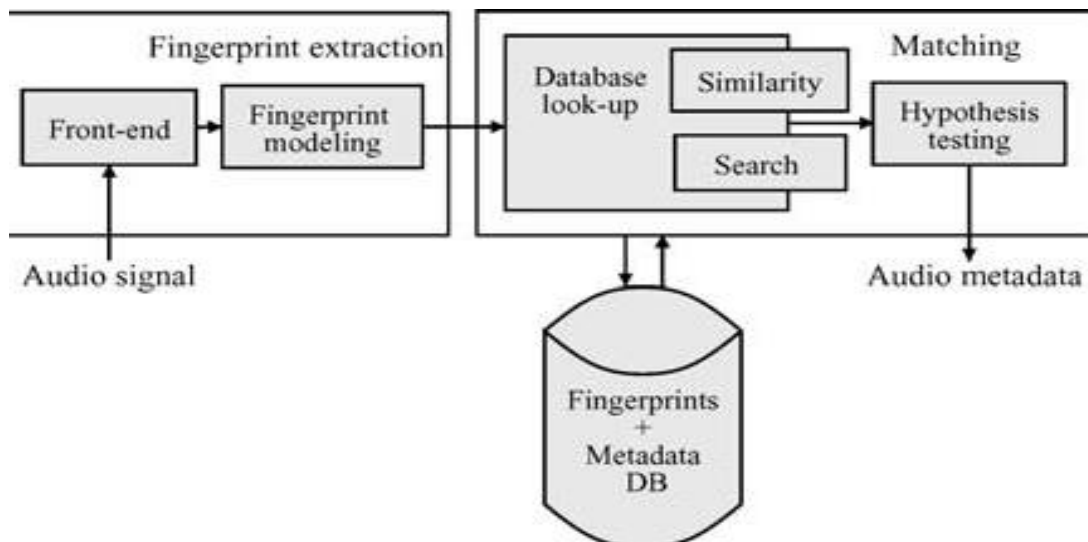 Fingerprint extraction
Front-end
Fingerprint
modeling
Audio signal
Matching
Database
look-up
Similarity
Search
Hypothesis
testing
Audio metadata
Fingerprints
+
Metadata
DB